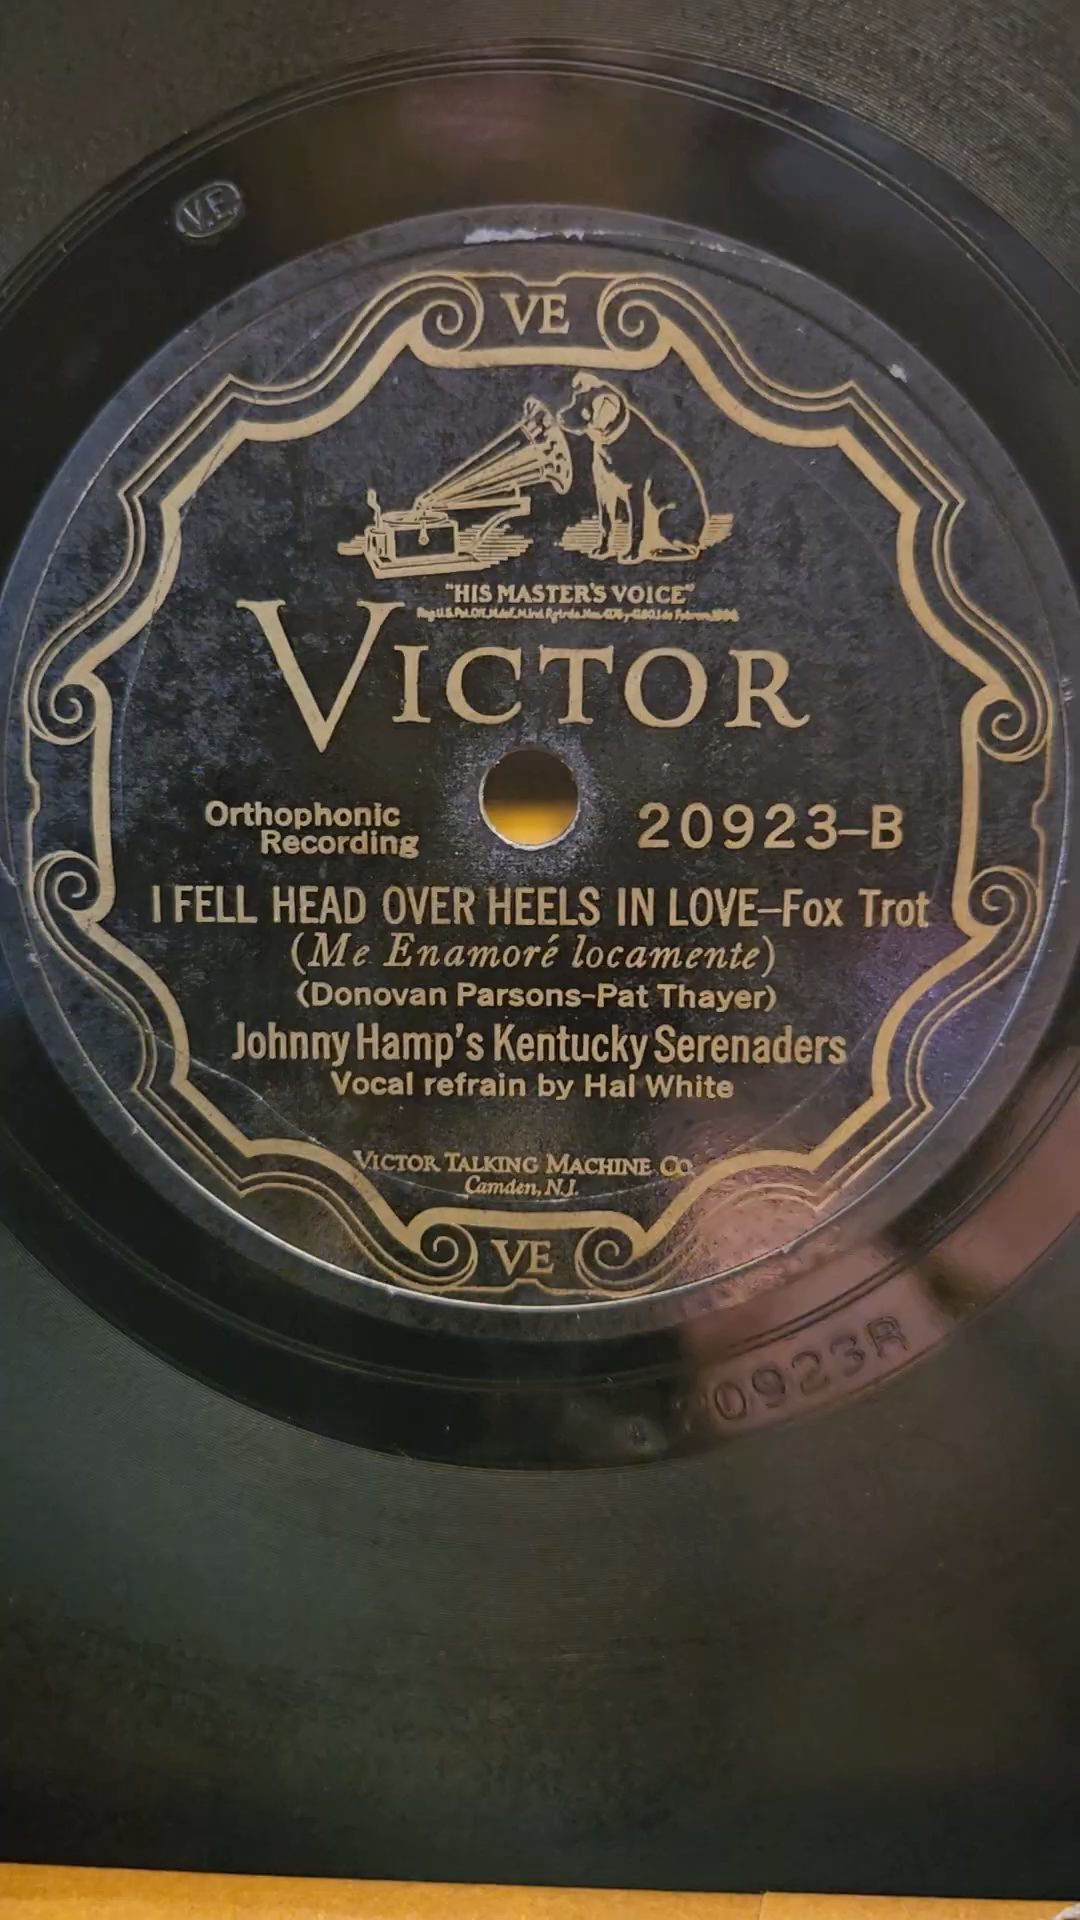 V.E.
VE
"HIS MASTER'S VOICE"
VICTOR
Orthophonic
Recording
20923-B
I FELL HEAD OVER HEELS IN LOVE—Fox Trot
(Me Enamoré locamente)
(Donovan Parsons-Pat Thayer)
Johnny Hamp's Kentucky Serenaders
Vocal refrain by Hal White
VICTOR TALKING MACHINE CO.
Camden, N.J.
VE
0923R